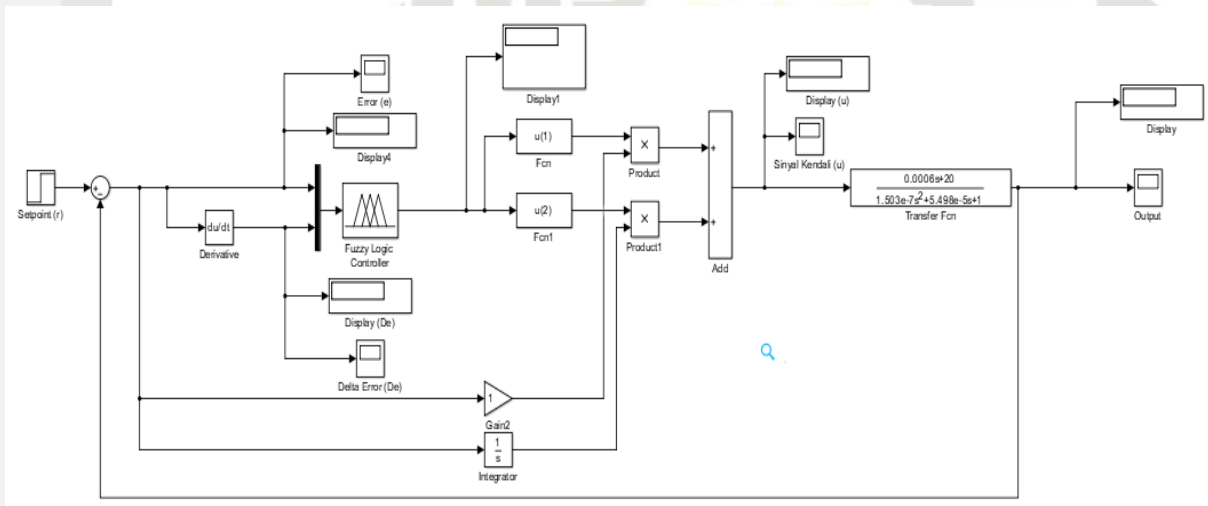 Error (e)
Display4
Setpoint (r)
+
-
du/dt
Derivative
Fuzzy Logic
Controller
Display (De)
Delta Error (De)
Display1
u(1)
Fcn
u(2)
Fcn1
×
Product
×
Product1
1
Gain2
1
s
Integrator
+
+
Add
Display (u)
Sinyal Kendali (u)
0.0006s+20
1.503e-7s²+5.498e-5s+1
Transfer Fcn
Display
Output